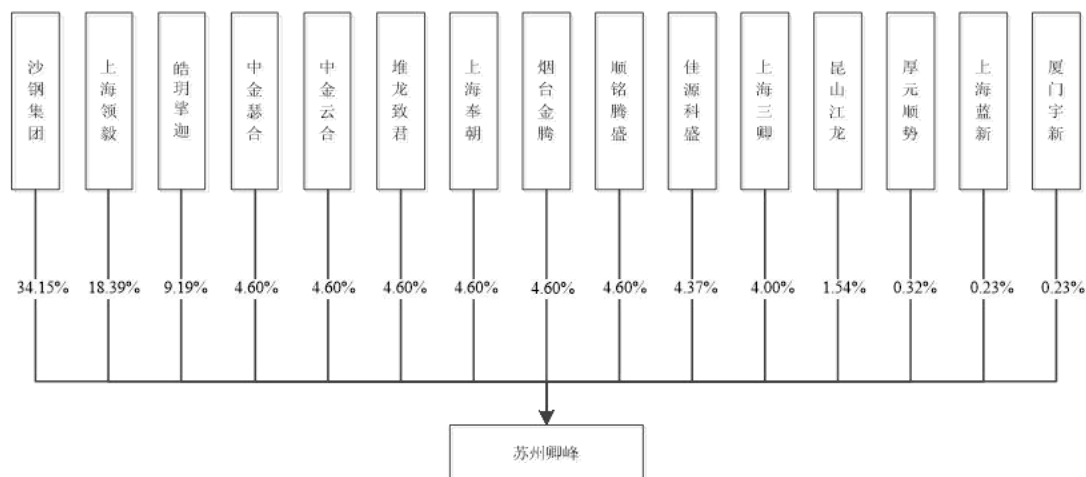 沙钢集团
上海领毅
皓玥挲迦
中金瑟合
中金云合
堆龙致君
上海奉朝
烟台金腾
顺铭腾盛
佳源科盛
上海三卿
昆山江龙
厚元顺势
上海蓝新
厦门宇新
34.15%
18.39%
9.19%
4.60%
4.60%
4.60%
4.60%
4.60%
4.60%
4.37%
4.00%
1.54%
0.32%
0.23%
0.23%
苏州卿峰